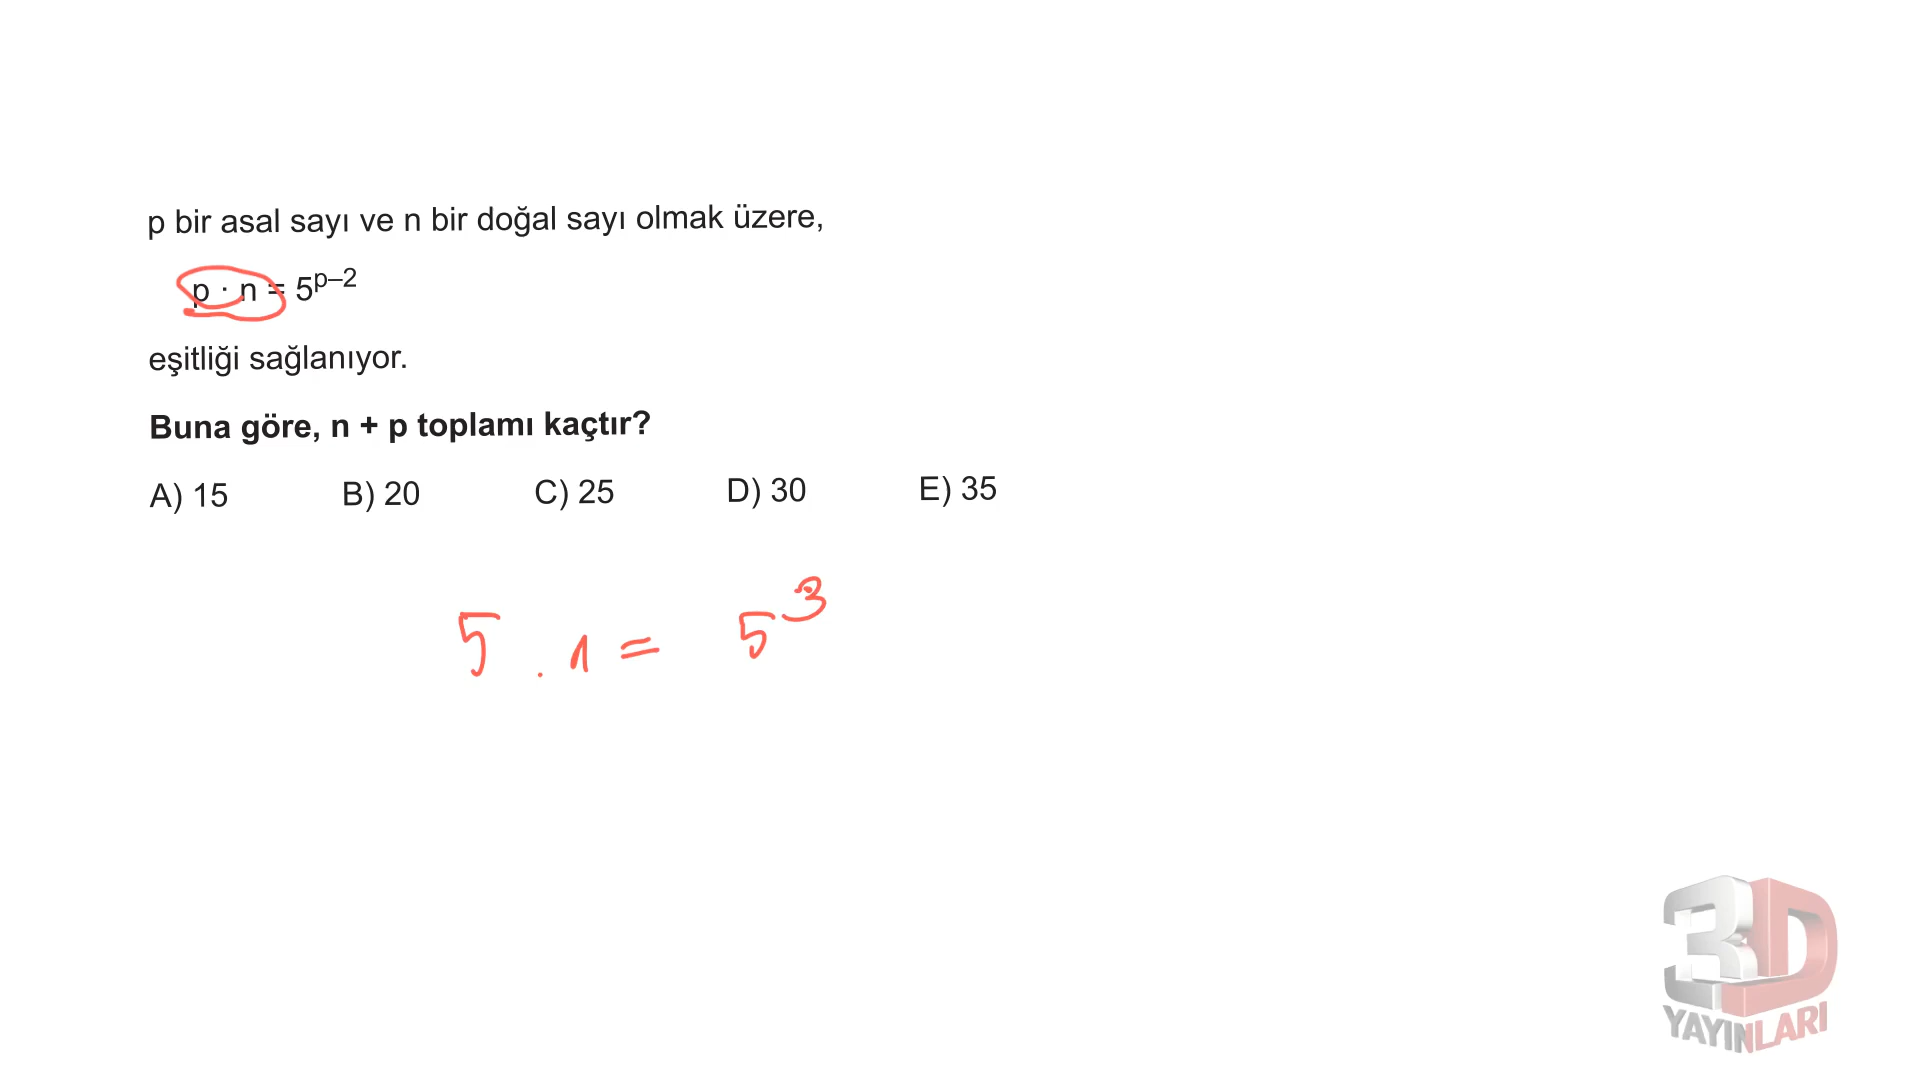 p bir asal sayı ve n bir doğal sayı olmak üzere,
p · n = 5^{p–2}
eşitliği sağlanıyor.
Buna göre, n + p toplamı kaçtır?
A) 15 B) 20 C) 25 D) 30 E) 35
5 . n = 5^3
3D
YAYINLARI